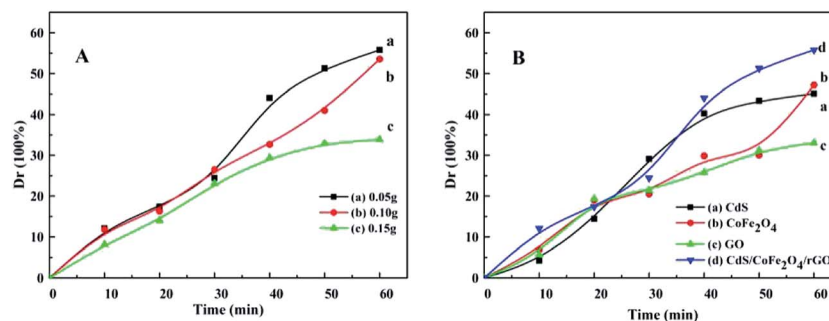 A
Dr (100%)
60
50
40
30
20
10
0
0 10 20 30 40 50 60
Time (min)
a
b
c
(a) 0.05g
(b) 0.10g
(c) 0.15g
B
Dr (100%)
60
50
40
30
20
10
0
0 10 20 30 40 50 60
Time (min)
d
b
a
c
(a) CdS
(b) CoFe₂O₄
(c) GO
(d) CdS/CoFe₂O₄/rGO